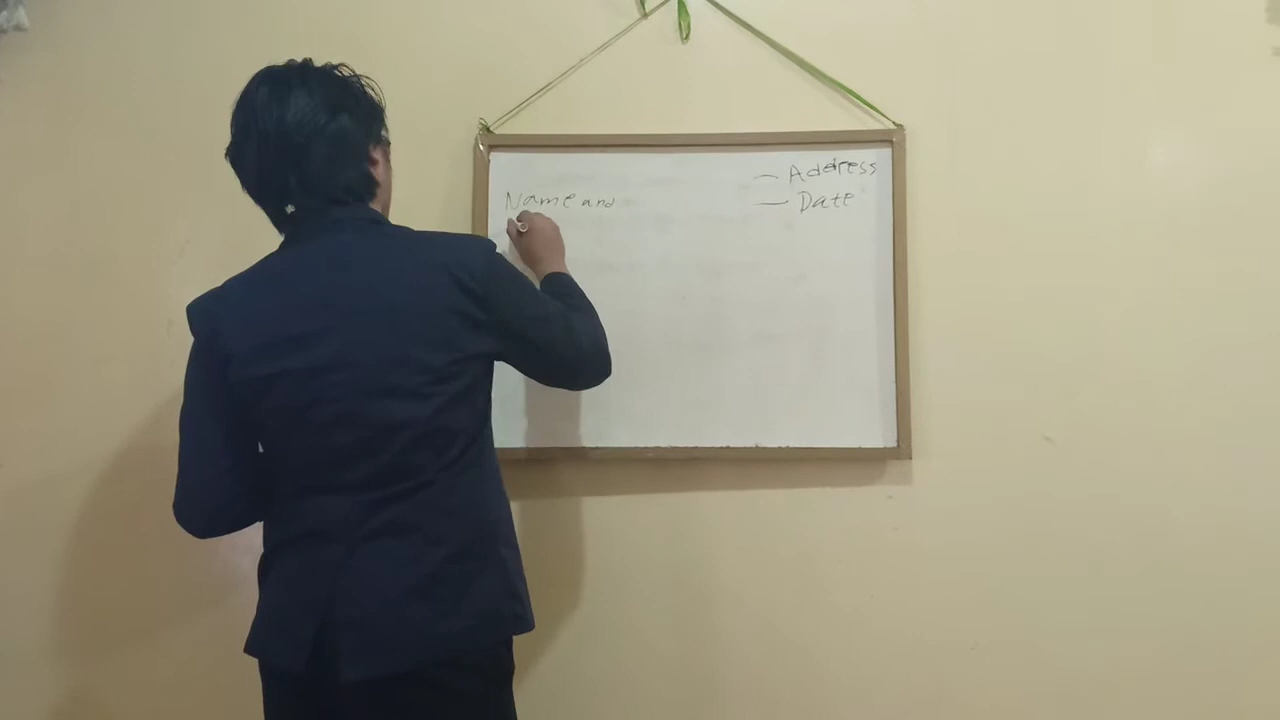 — Address
— Date
Name and